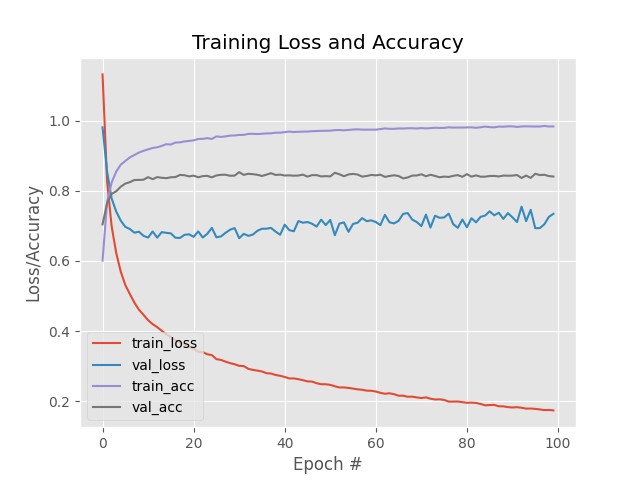 Training Loss and Accuracy
Loss/Accuracy
1.0
0.8
0.6
0.4
0.2
train_loss
val_loss
train_acc
val_acc
0 20 40 60 80 100
Epoch #